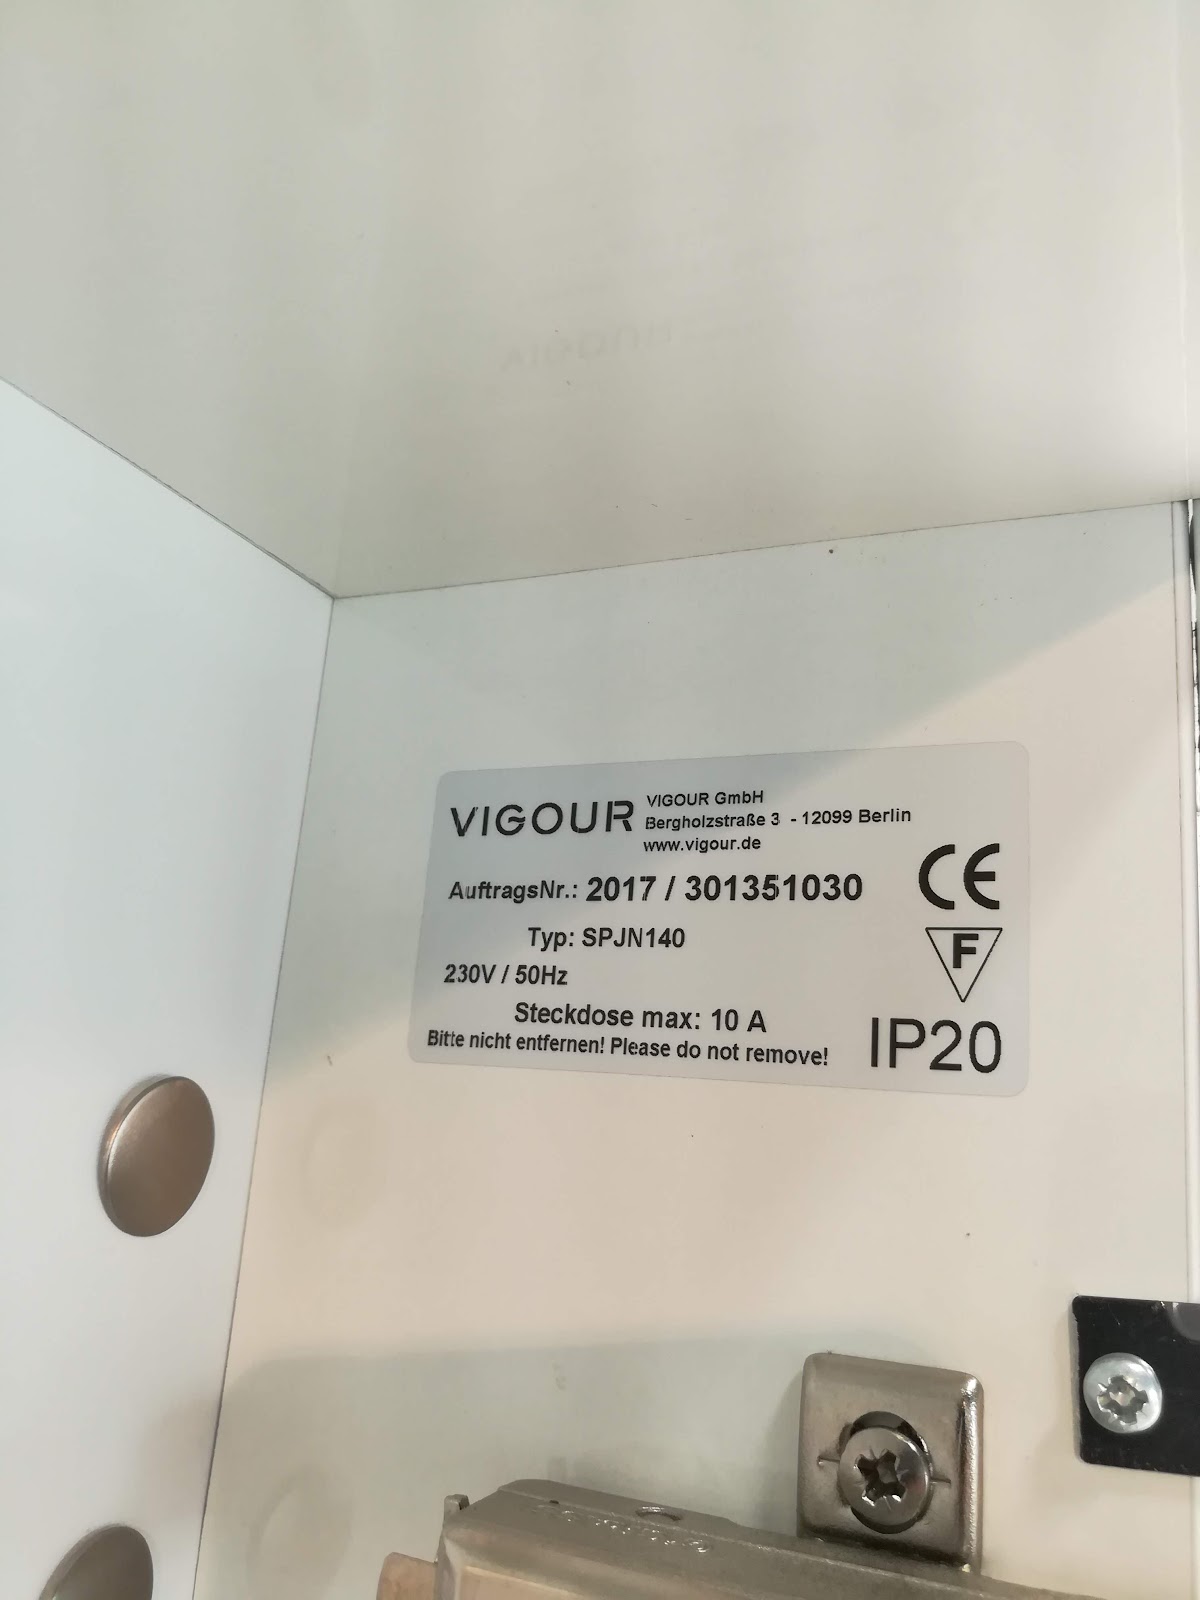 VIGOUR
VIGOUR GmbH
Bergholzstraße 3 - 12099 Berlin
www.vigour.de
AuftragsNr.: 2017 / 301351030
CE
Typ: SPJN140
F
230V / 50Hz
Steckdose max: 10 A
Bitte nicht entfernen! Please do not remove!
IP20